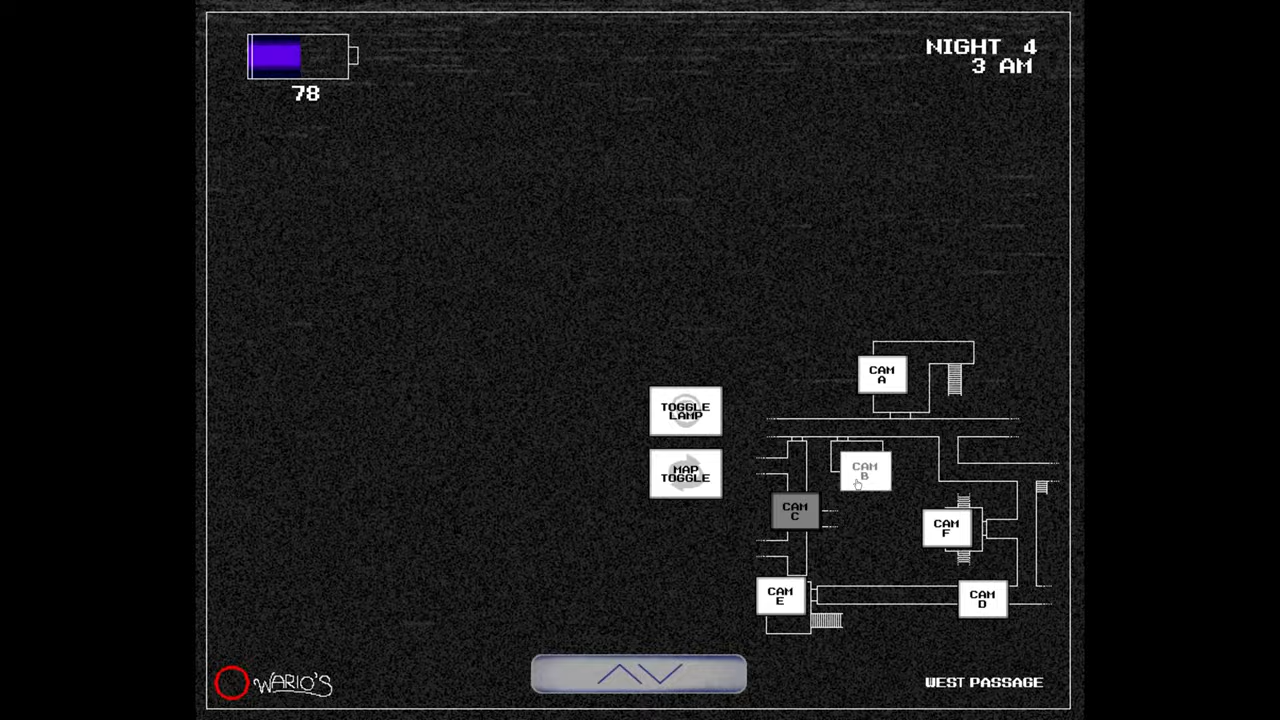 NIGHT 4
3 AM
78
CAM
A
TOGGLE
LAMP
CAM
B
MAP
TOGGLE
CAM
C
CAM
F
CAM
E
CAM
D
WARIO'S
WEST PASSAGE